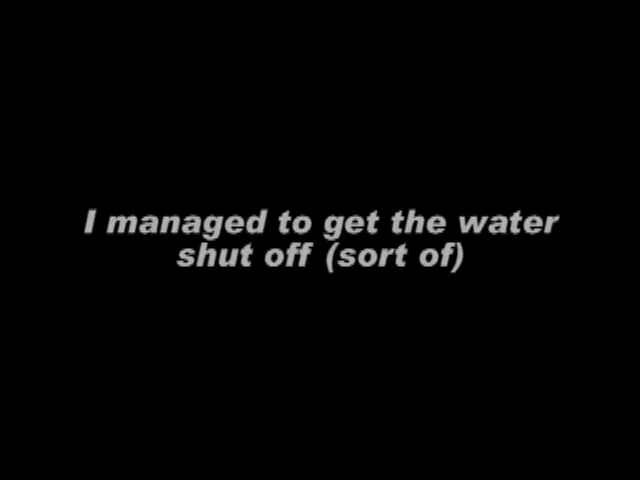 I managed to get the water
shut off (sort of)